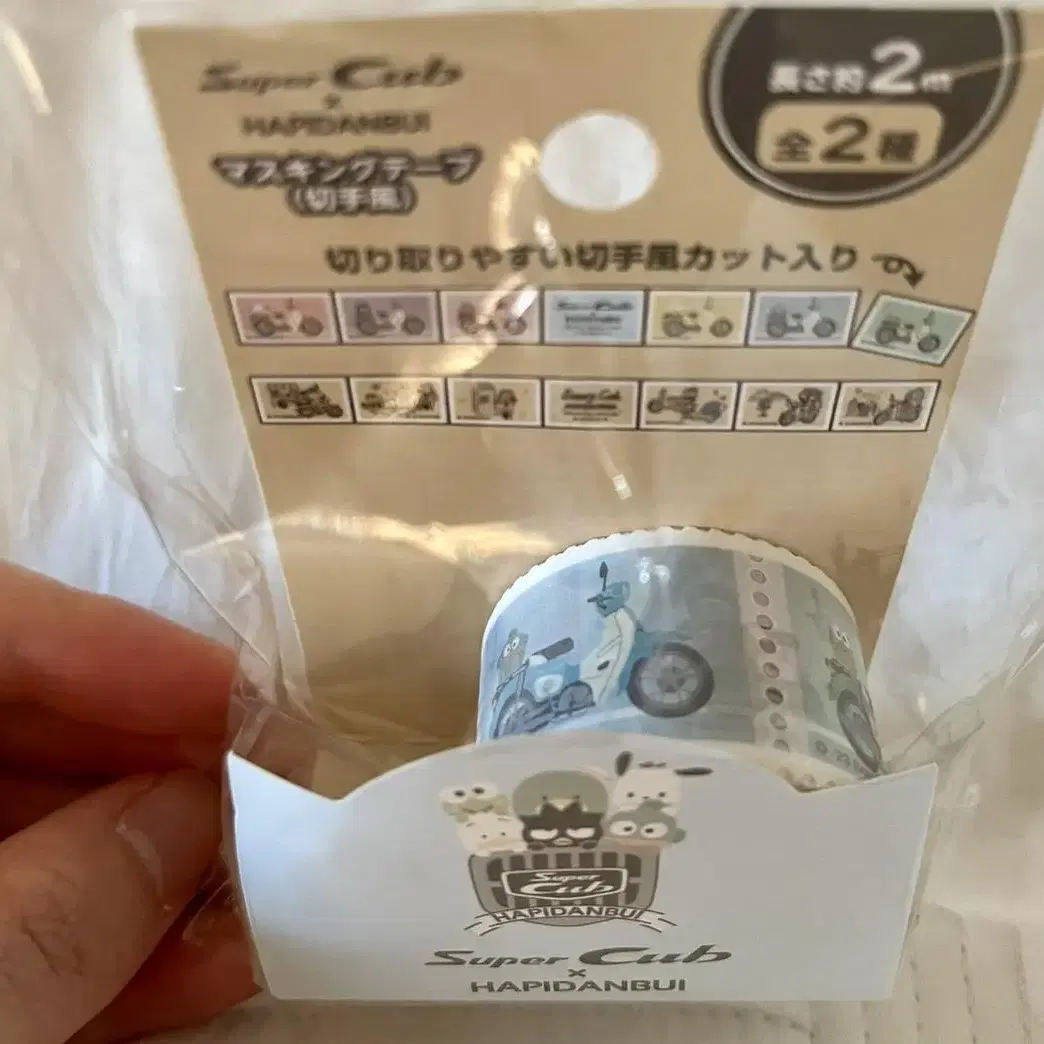 Super Cub
×
HAPIDANBUI
マスキングテープ
(切手風)
長さ約2m
全2種
切り取りやすい切手風カット入り
Super Cub
Super
Cub
HAPIDANBUI
Super Cub
×
HAPIDANBUI